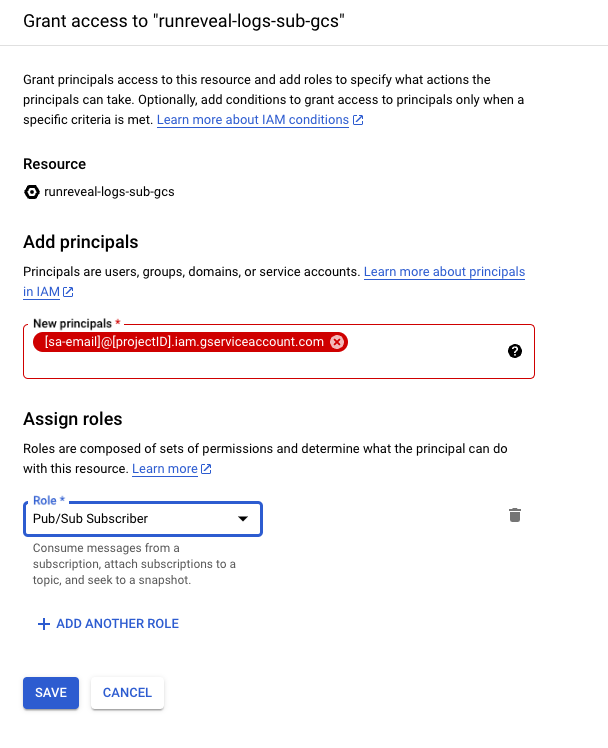 Grant access to "runreveal-logs-sub-gcs"
Grant principals access to this resource and add roles to specify what actions the
principals can take. Optionally, add conditions to grant access to principals only when a
specific criteria is met. Learn more about IAM conditions
Resource
runreveal-logs-sub-gcs
Add principals
Principals are users, groups, domains, or service accounts. Learn more about principals
in IAM
New principals *
[sa-email]@[projectID].iam.gserviceaccount.com
Assign roles
Roles are composed of sets of permissions and determine what the principal can do
with this resource. Learn more
Role *
Pub/Sub Subscriber
Consume messages from a
subscription, attach subscriptions to a
topic, and seek to a snapshot.
ADD ANOTHER ROLE
SAVE CANCEL